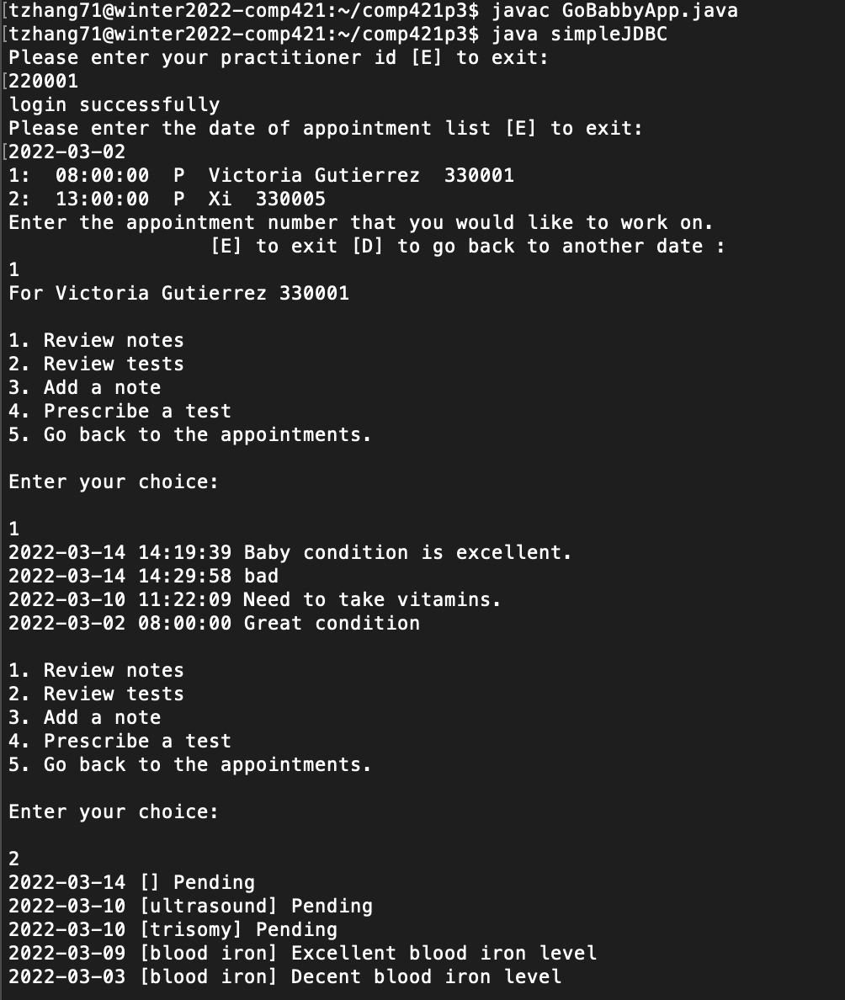 [tzhang71@winter2022-comp421:~/comp421p3$ javac GoBabbyApp.java
[tzhang71@winter2022-comp421:~/comp421p3$ java simpleJDBC
Please enter your practitioner id [E] to exit:
[220001
login successfully
Please enter the date of appointment list [E] to exit:
[2022-03-02
1:  08:00:00  P  Victoria Gutierrez  330001
2:  13:00:00  P  Xi  330005
Enter the appointment number that you would like to work on.
                 [E] to exit [D] to go back to another date :
1
For Victoria Gutierrez 330001

1. Review notes
2. Review tests
3. Add a note
4. Prescribe a test
5. Go back to the appointments.

Enter your choice:

1
2022-03-14 14:19:39 Baby condition is excellent.
2022-03-14 14:29:58 bad
2022-03-10 11:22:09 Need to take vitamins.
2022-03-02 08:00:00 Great condition

1. Review notes
2. Review tests
3. Add a note
4. Prescribe a test
5. Go back to the appointments.

Enter your choice:

2
2022-03-14 [] Pending
2022-03-10 [ultrasound] Pending
2022-03-10 [trisomy] Pending
2022-03-09 [blood iron] Excellent blood iron level
2022-03-03 [blood iron] Decent blood iron level